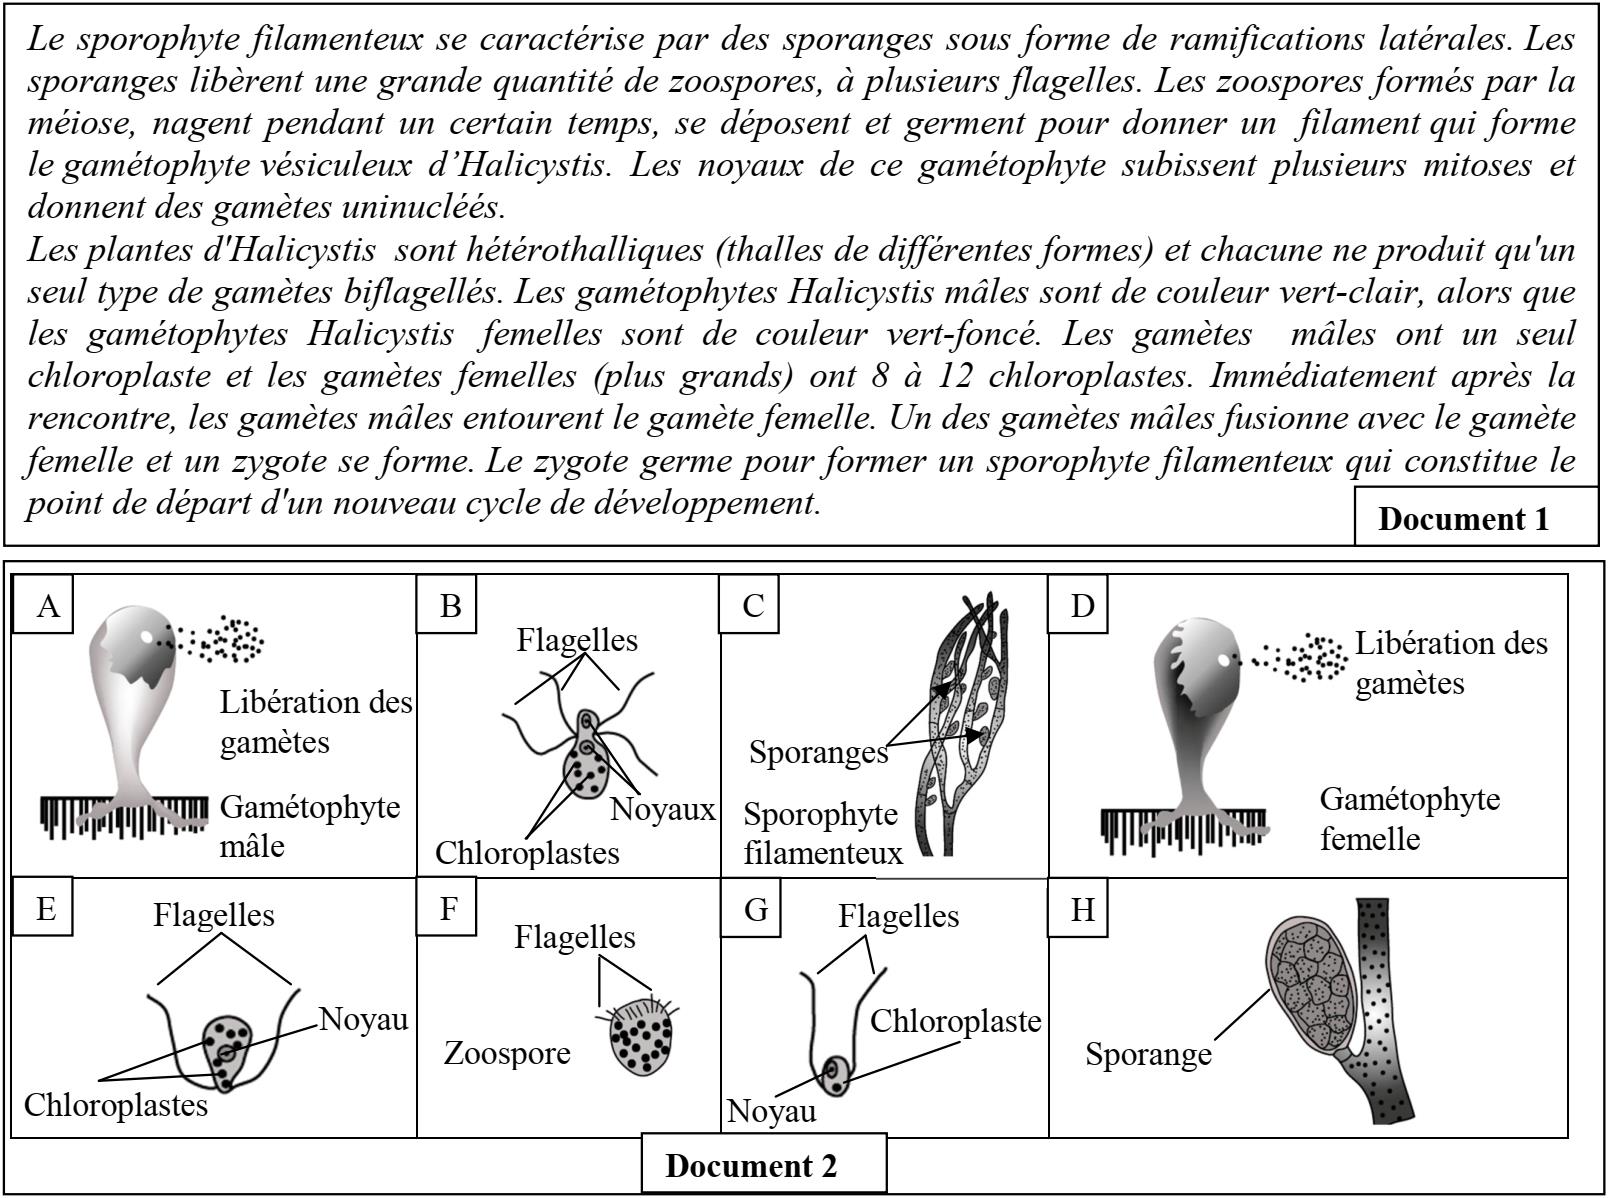 Le sporophyte filamenteux se caractérise par des sporanges sous forme de ramifications latérales. Les
sporanges libèrent une grande quantité de zoospores, à plusieurs flagelles. Les zoospores formés par la
méiose, nagent pendant un certain temps, se déposent et germent pour donner un filament qui forme
le gamétophyte vésiculeux d’Halicystis. Les noyaux de ce gamétophyte subissent plusieurs mitoses et
donnent des gamètes uninucléés.
Les plantes d'Halicystis sont hétérothalliques (thalles de différentes formes) et chacune ne produit qu'un
seul type de gamètes biflagellés. Les gamétophytes Halicystis mâles sont de couleur vert-clair, alors que
les gamétophytes Halicystis femelles sont de couleur vert-foncé. Les gamètes mâles ont un seul
chloroplaste et les gamètes femelles (plus grands) ont 8 à 12 chloroplastes. Immédiatement après la
rencontre, les gamètes mâles entourent le gamète femelle. Un des gamètes mâles fusionne avec le gamète
femelle et un zygote se forme. Le zygote germe pour former un sporophyte filamenteux qui constitue le
point de départ d'un nouveau cycle de développement.
Document 1
A
Libération des
gamètes
Gamétophyte
mâle
B
Flagelles
Noyaux
Chloroplastes
C
Sporanges
Sporophyte
filamenteux
D
Libération des
gamètes
Gamétophyte
femelle
E
Flagelles
Noyau
Chloroplastes
F
Flagelles
Zoospore
G
Flagelles
Chloroplaste
Noyau
H
Sporange
Document 2